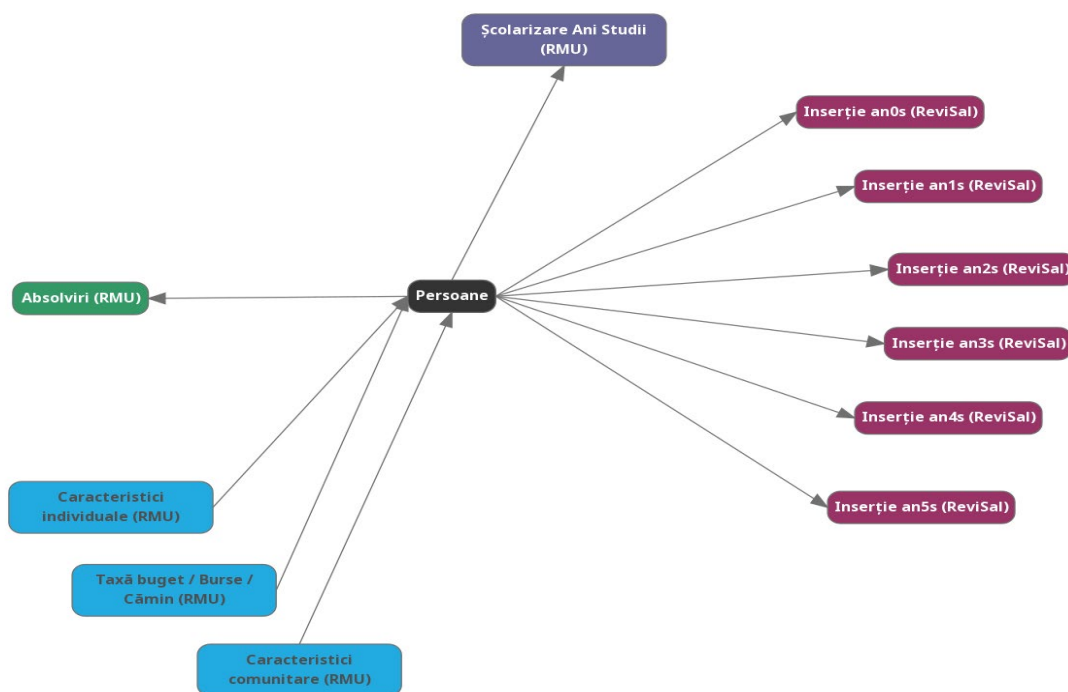 Școlarizare Ani Studii
(RMU)
Inserție an0s (ReviSal)
Inserție an1s (ReviSal)
Inserție an2s (ReviSal)
Absolviri (RMU)
Persoane
Inserție an3s (ReviSal)
Inserție an4s (ReviSal)
Caracteristici
individuale (RMU)
Inserție an5s (ReviSal)
Taxă buget / Burse /
Cămin (RMU)
Caracteristici
comunitare (RMU)